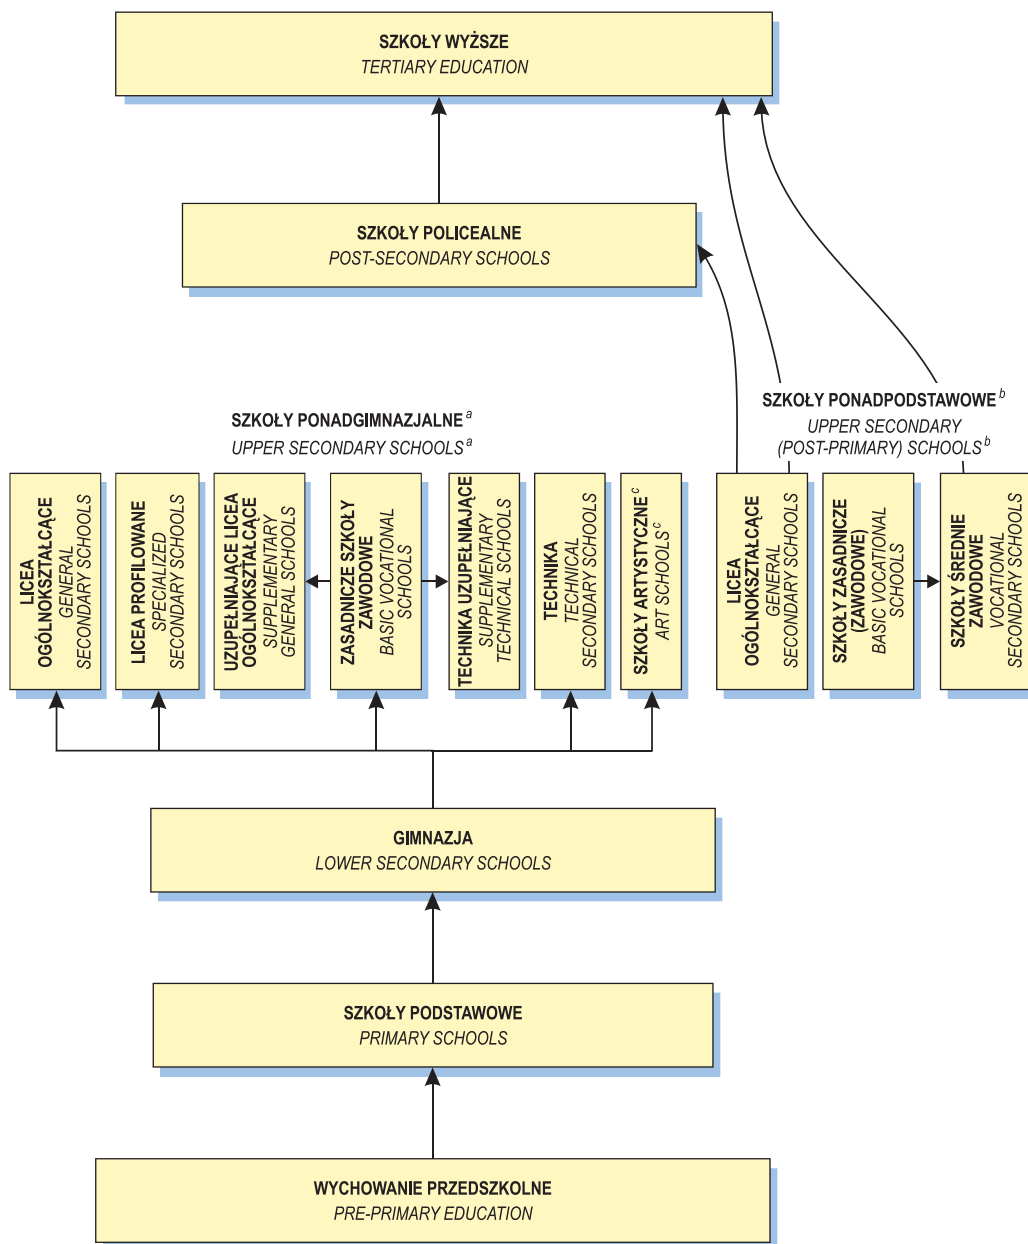 SZKOŁY WYŻSZE
TERTIARY EDUCATION
SZKOŁY POLICEALNE
POST-SECONDARY SCHOOLS
SZKOŁY PONADGIMNAZJALNE a
UPPER SECONDARY SCHOOLS a
SZKOŁY PONADPODSTAWOWE b
UPPER SECONDARY
(POST-PRIMARY) SCHOOLS b
LICEA
OGÓLNOKSZTAŁCĄCE
GENERAL
SECONDARY SCHOOLS
LICEA PROFILOWANE
SPECIALIZED
SECONDARY SCHOOLS
UZUPEŁNIAJĄCE LICEA
OGÓLNOKSZTAŁCĄCE
SUPPLEMENTARY
GENERAL SCHOOLS
ZASADNICZE SZKOŁY
ZAWODOWE
BASIC VOCATIONAL
SCHOOLS
TECHNIKA UZUPEŁNIAJĄCE
SUPPLEMENTARY
TECHNICAL SCHOOLS
TECHNIKA
TECHNICAL
SECONDARY SCHOOLS
SZKOŁY ARTYSTYCZNE c
ART SCHOOLS c
LICEA
OGÓLNOKSZTAŁCĄCE
GENERAL
SECONDARY SCHOOLS
SZKOŁY ZASADNICZE
(ZAWODOWE)
BASIC VOCATIONAL
SCHOOLS
SZKOŁY ŚREDNIE
ZAWODOWE
VOCATIONAL
SECONDARY SCHOOLS
GIMNAZJA
LOWER SECONDARY SCHOOLS
SZKOŁY PODSTAWOWE
PRIMARY SCHOOLS
WYCHOWANIE PRZEDSZKOLNE
PRE-PRIMARY EDUCATION